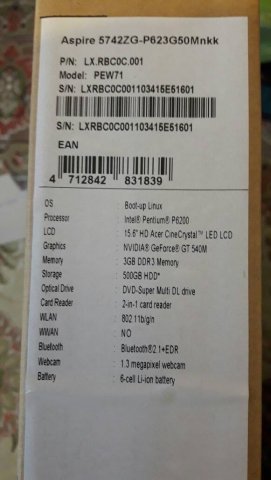 Aspire 5742ZG-P623G50Mnkk
P/N: LX.RBC0C.001
Model: PEW71
S/N: LXRBC0C001103415E51601
S/N: LXRBC0C001103415E51601
EAN
4 712842 831839
OS : Boot-up Linux
Processor : Intel® Pentium® P6200
LCD : 15.6" HD Acer CineCrystal™ LED LCD
Graphics : NVIDIA® GeForce® GT 540M
Memory : 3GB DDR3 Memory
Storage : 500GB HDD*
Optical Drive : DVD-Super Multi DL drive
Card Reader : 2-in-1 card reader
WLAN : 802.11b/g/n
WWAN : NO
Bluetooth : Bluetooth®2.1+EDR
Webcam : 1.3 megapixel webcam
Battery : 6-cell Li-ion battery